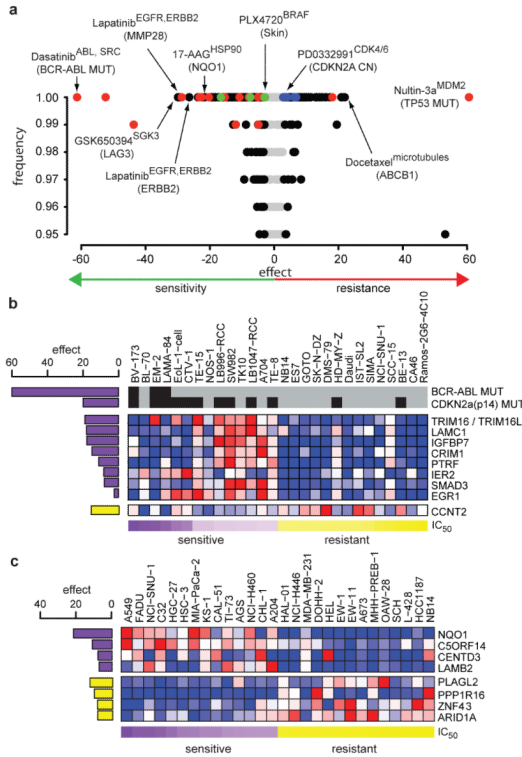 a
Lapatinib EGFR,ERBB2
(MMP28)
PLX4720 BRAF
(Skin)
Dasatinib ABL, SRC
(BCR-ABL MUT)
17-AAG HSP90
(NQO1)
PD0332991 CDK4/6
(CDKN2A CN)
Nultin-3a MDM2
(TP53 MUT)
GSK650394 SGK3
(LAG3)
Lapatinib EGFR,ERBB2
(ERBB2)
Docetaxel microtubules
(ABCB1)
frequency
1.00
0.99
0.98
0.97
0.96
0.95
-60 -40 -20 0 20 40 60
effect
sensitivity resistance
b
effect
60 40 20 0
BV-173
BL-70
EM-2
LAMA-84
EoL-1-cell
CTV-1
TE-15
NOS-1
LB996-RCC
SW982
TK10
LB1047-RCC
A704
TE-8
NB14
ES7
GOTO
SK-N-DZ
DMS-79
HD-MY-Z
Daudi
IST-SL2
SIMA
NCI-SNU-1
SCC-15
BE-13
CA46
Ramos-2G6-4C10
BCR-ABL MUT
CDKN2a(p14) MUT
TRIM16 / TRIM16L
LAMC1
IGFBP7
CRIM1
PTRF
IER2
SMAD3
EGR1
CCNT2
IC50
sensitive resistant
c
effect
40 20 0
A549
FADU
NCI-SNU-1
C32
HGC-27
HSC-3
MIA-PaCa-2
KS-1
CAL-51
TI-73
AGS
NCI-H460
CHL-1
A204
HAL-01
NCI-H446
MDA-MB-231
DOHH-2
HEL
EW-1
EW-11
A673
MHH-PREB-1
OAW-28
SCH
L-428
HCC1187
NB14
NQO1
C5ORF14
CENTD3
LAMB2
PLAGL2
PPP1R16
ZNF43
ARID1A
IC50
sensitive resistant